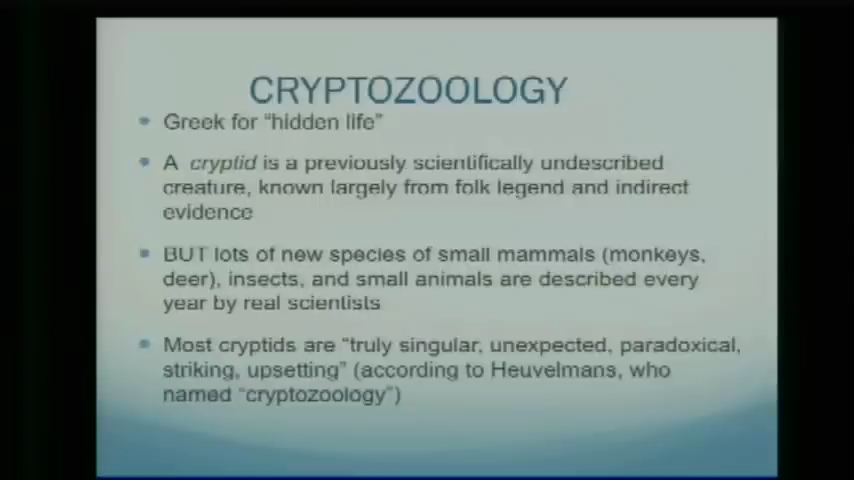 CRYPTOZOOLOGY
• Greek for "hidden life"
• A cryptid is a previously scientifically undescribed
creature, known largely from folk legend and indirect
evidence
• BUT lots of new species of small mammals (monkeys,
deer), insects, and small animals are described every
year by real scientists
• Most cryptids are "truly singular, unexpected, paradoxical,
striking, upsetting" (according to Heuvelmans, who
named "cryptozoology")